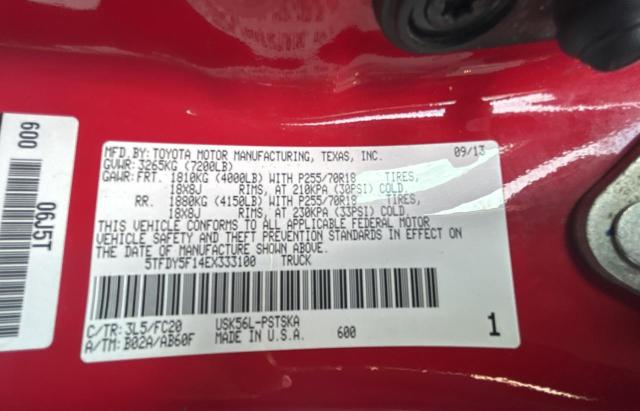 600
06J5T
MFD.BY: TOYOTA MOTOR MANUFACTURING, TEXAS, INC. 09/13
GVWR: 3265KG (7200LB)
GAWR: FRT. 1810KG (4000LB) WITH P255/70R18 TIRES,
18X8J RIMS, AT 210KPA (30PSI) COLD.
RR. 1880KG (4150LB) WITH P255/70R18 TIRES,
18X8J RIMS, AT 230KPA (33PSI) COLD.
THIS VEHICLE CONFORMS TO ALL APPLICABLE FEDERAL MOTOR
VEHICLE SAFETY AND THEFT PREVENTION STANDARDS IN EFFECT ON
THE DATE OF MANUFACTURE SHOWN ABOVE.
5TFDY5F14EX333100 TRUCK
C/TR: 3L5/FC20 USK56L-PSTSKA
A/TM: B02A/AB60F MADE IN U.S.A. 600 1